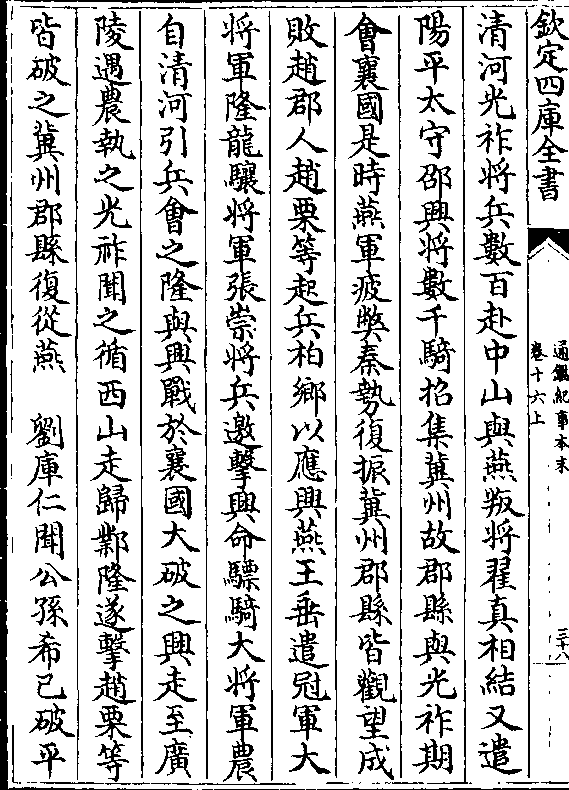 欽定四庫全書
通鑑紀事本末
卷十六上
三十八
清河光祚將兵數百赴中山與燕叛將翟真相結又遣
陽平太守邵興將數千騎招集冀州故郡縣與光祚期
會襄國是時燕軍疲弊秦勢復振冀州郡縣皆觀望成
敗趙郡人趙粟等起兵柏鄉以應興燕王垂遣冠軍大
將軍隆龍驤將軍張崇將兵邀擊興命驃騎大將軍農
自清河引兵會之隆與興戰於襄國大破之興走至廣
陵遇農執之光祚聞之循西山走歸鄴隆遂擊趙粟等
皆破之冀州郡縣復從燕　劉庫仁聞公孫希已破平